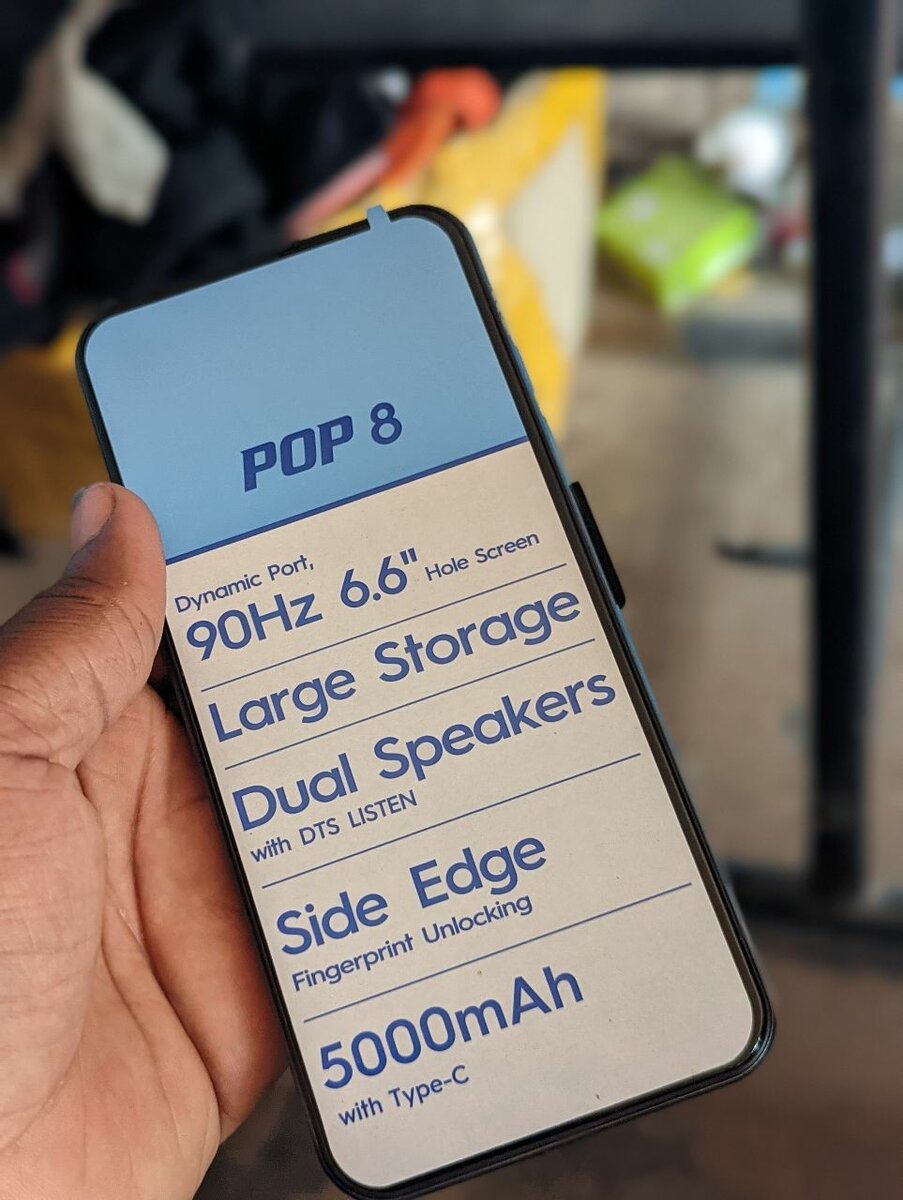 POP 8
Dynamic Port,
90Hz 6.6" Hole Screen
Large Storage
Dual Speakers
with DTS LISTEN
Side Edge
Fingerprint Unlocking
5000mAh
with Type-C